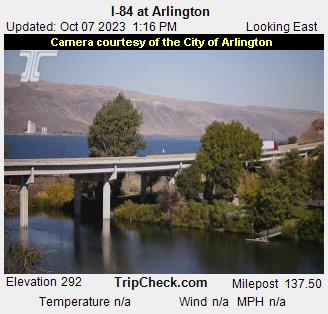 I-84 at Arlington
Updated: Oct 07 2023 1:16 PM Looking East
Camera courtesy of the City of Arlington
Elevation 292 TripCheck.com Milepost 137.50
Temperature n/a Wind n/a MPH n/a